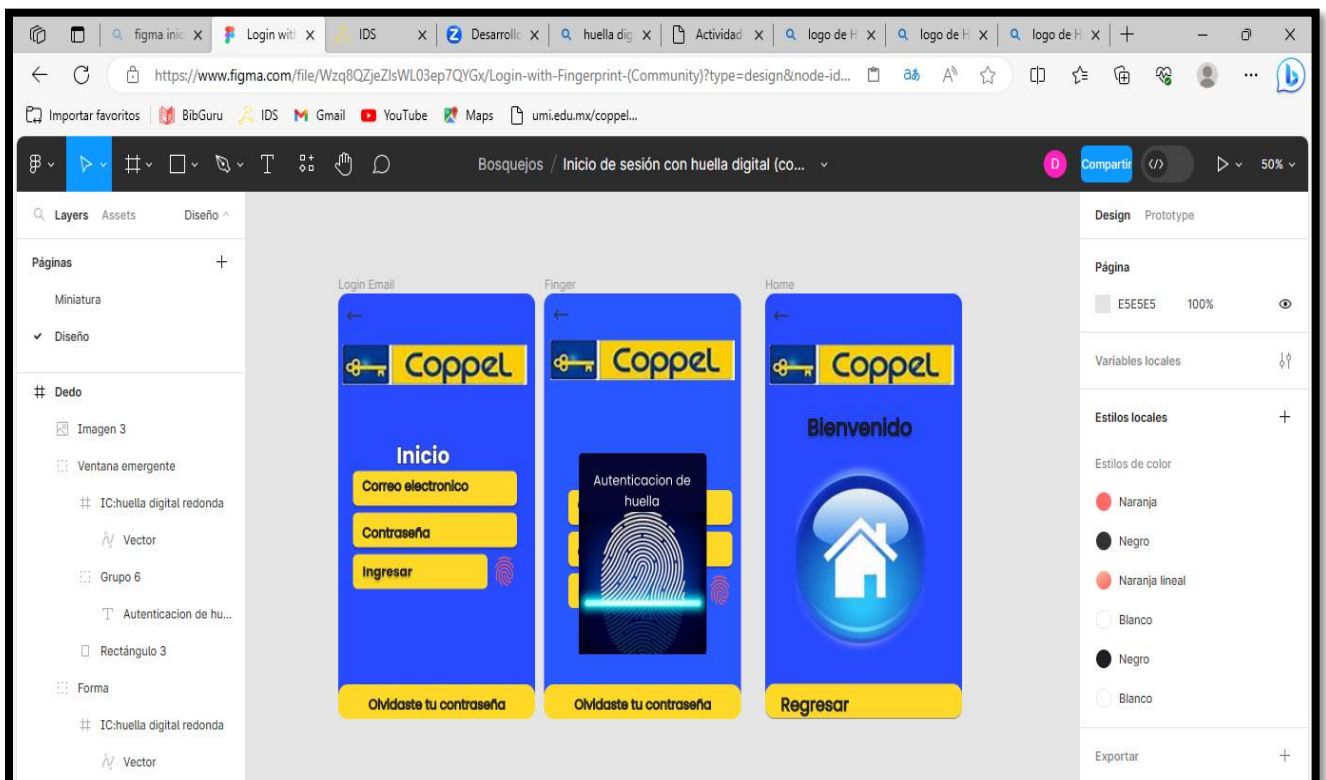 figma inic
Login with
IDS
Desarrollo
huella dig
Actividad
logo de H
logo de H
logo de H
https://www.figma.com/file/Wzq8QZjeZIsWL03ep7QYGx/Login-with-Fingerprint-(Community)?type=design&node-id...
Importar favoritos
BibGuru
IDS
Gmail
YouTube
Maps
umi.edu.mx/coppel...
Bosquejos / Inicio de sesión con huella digital (co...
D
Compartir
50%
Layers
Assets
Diseño
Páginas
Miniatura
Diseño
Dedo
Imagen 3
Ventana emergente
IC:huella digital redonda
Vector
Grupo 6
Autenticacion de hu...
Rectángulo 3
Forma
IC:huella digital redonda
Vector
Login Email
Coppel
Inicio
Correo electronico
Contraseña
Ingresar
Olvidaste tu contraseña
Finger
Coppel
Autenticacion de
huella
Olvidaste tu contraseña
Home
Coppel
Bienvenido
Regresar
Design
Prototype
Página
E5E5E5
100%
Variables locales
Estilos locales
Estilos de color
Naranja
Negro
Naranja lineal
Blanco
Negro
Blanco
Exportar